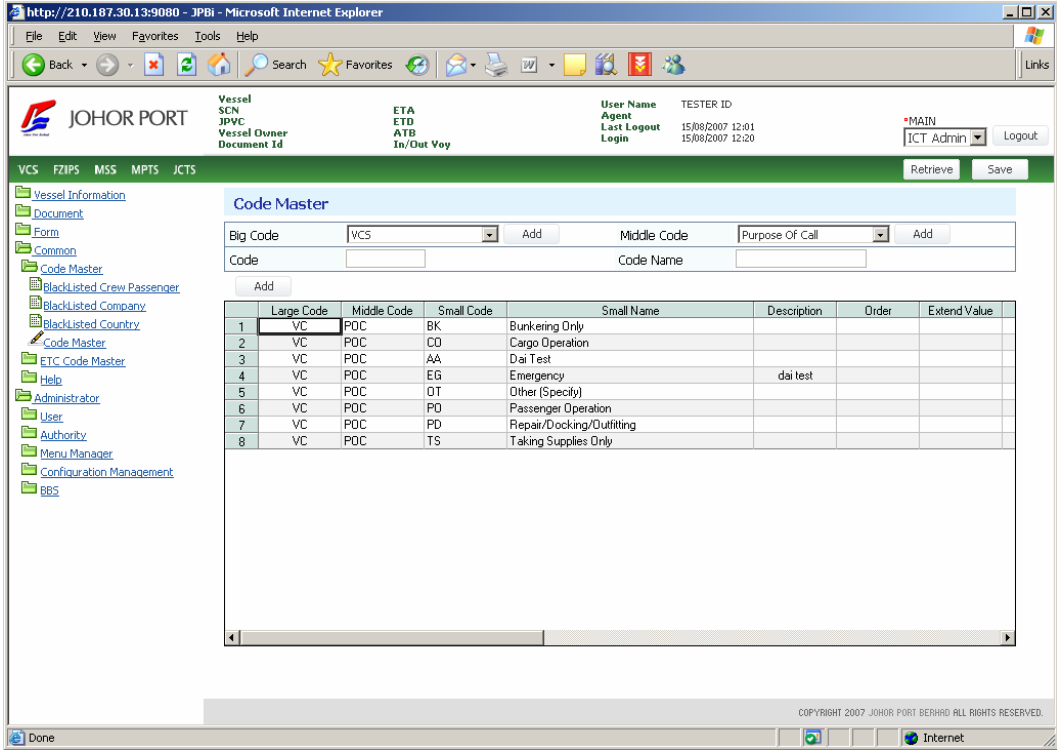 http://210.187.30.13:9080 - JPBi - Microsoft Internet Explorer
File Edit View Favorites Tools Help
Back Search Favorites Links
JOHOR PORT
Vessel
SCN ETA
JPVC ETD
Vessel Owner ATB
Document Id In/Out Voy
User Name TESTER ID
Agent
Last Logout 15/08/2007 12:01
Login 15/08/2007 12:20
*MAIN
ICT Admin Logout
VCS FZIPS MSS MPTS JCTS Retrieve Save
Vessel Information
Document
Form
Common
Code Master
BlackListed Crew Passenger
BlackListed Company
BlackListed Country
Code Master
ETC Code Master
Help
Administrator
User
Authority
Menu Manager
Configuration Management
BBS
Code Master
Big Code VCS Add Middle Code Purpose Of Call Add
Code Code Name
Add
Large Code Middle Code Small Code Small Name Description Order Extend Value
1 VC POC BK Bunkering Only
2 VC POC CO Cargo Operation
3 VC POC AA Dai Test
4 VC POC EG Emergency dai test
5 VC POC OT Other (Specify)
6 VC POC PO Passenger Operation
7 VC POC PD Repair/Docking/Outfitting
8 VC POC TS Taking Supplies Only
COPYRIGHT 2007 JOHOR PORT BERHAD ALL RIGHTS RESERVED.
Done Internet